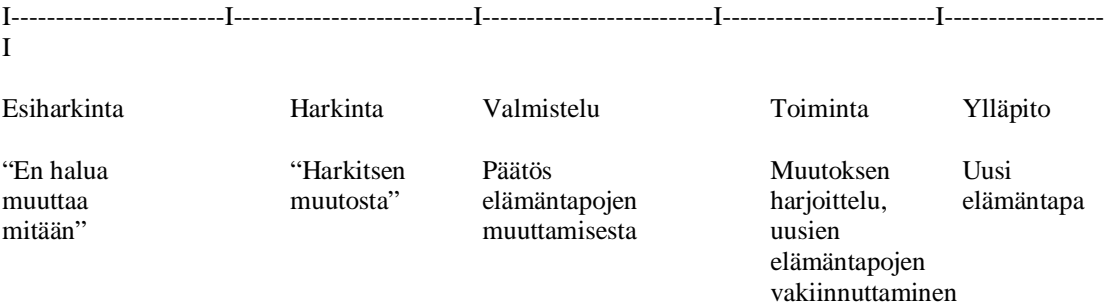 I------------------------I---------------------------I--------------------------I------------------------I------------------
I
Esiharkinta Harkinta Valmistelu Toiminta Ylläpito
“En halua “Harkitsen Päätös Muutoksen Uusi
muuttaa muutosta” elämäntapojen harjoittelu, elämäntapa
mitään” muuttamisesta uusien
elämäntapojen
vakiinnuttaminen